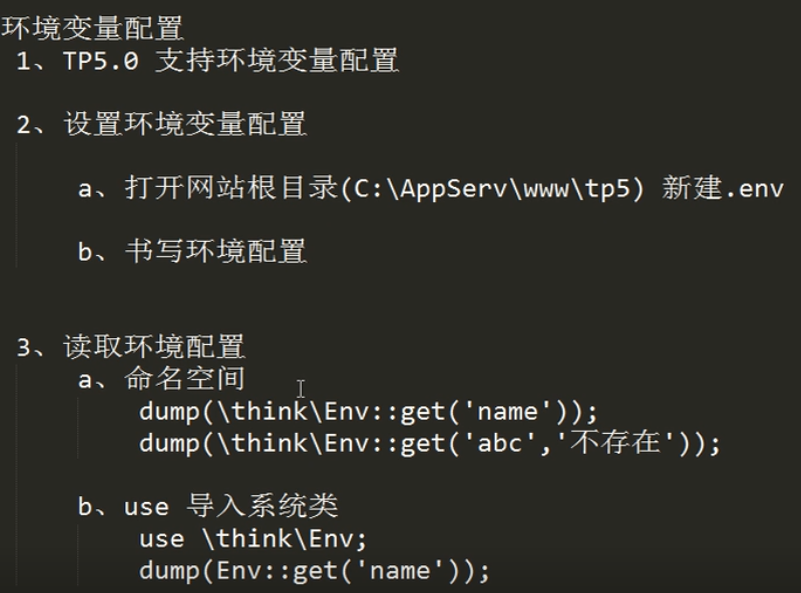 环境变量配置
1、TP5.0 支持环境变量配置
2、设置环境变量配置
a、打开网站根目录(C:\AppServ\www\tp5) 新建.env
b、书写环境配置
3、读取环境配置
a、命名空间
dump(\think\Env::get('name'));
dump(\think\Env::get('abc','不存在'));
b、use 导入系统类
use \think\Env;
dump(Env::get('name'));